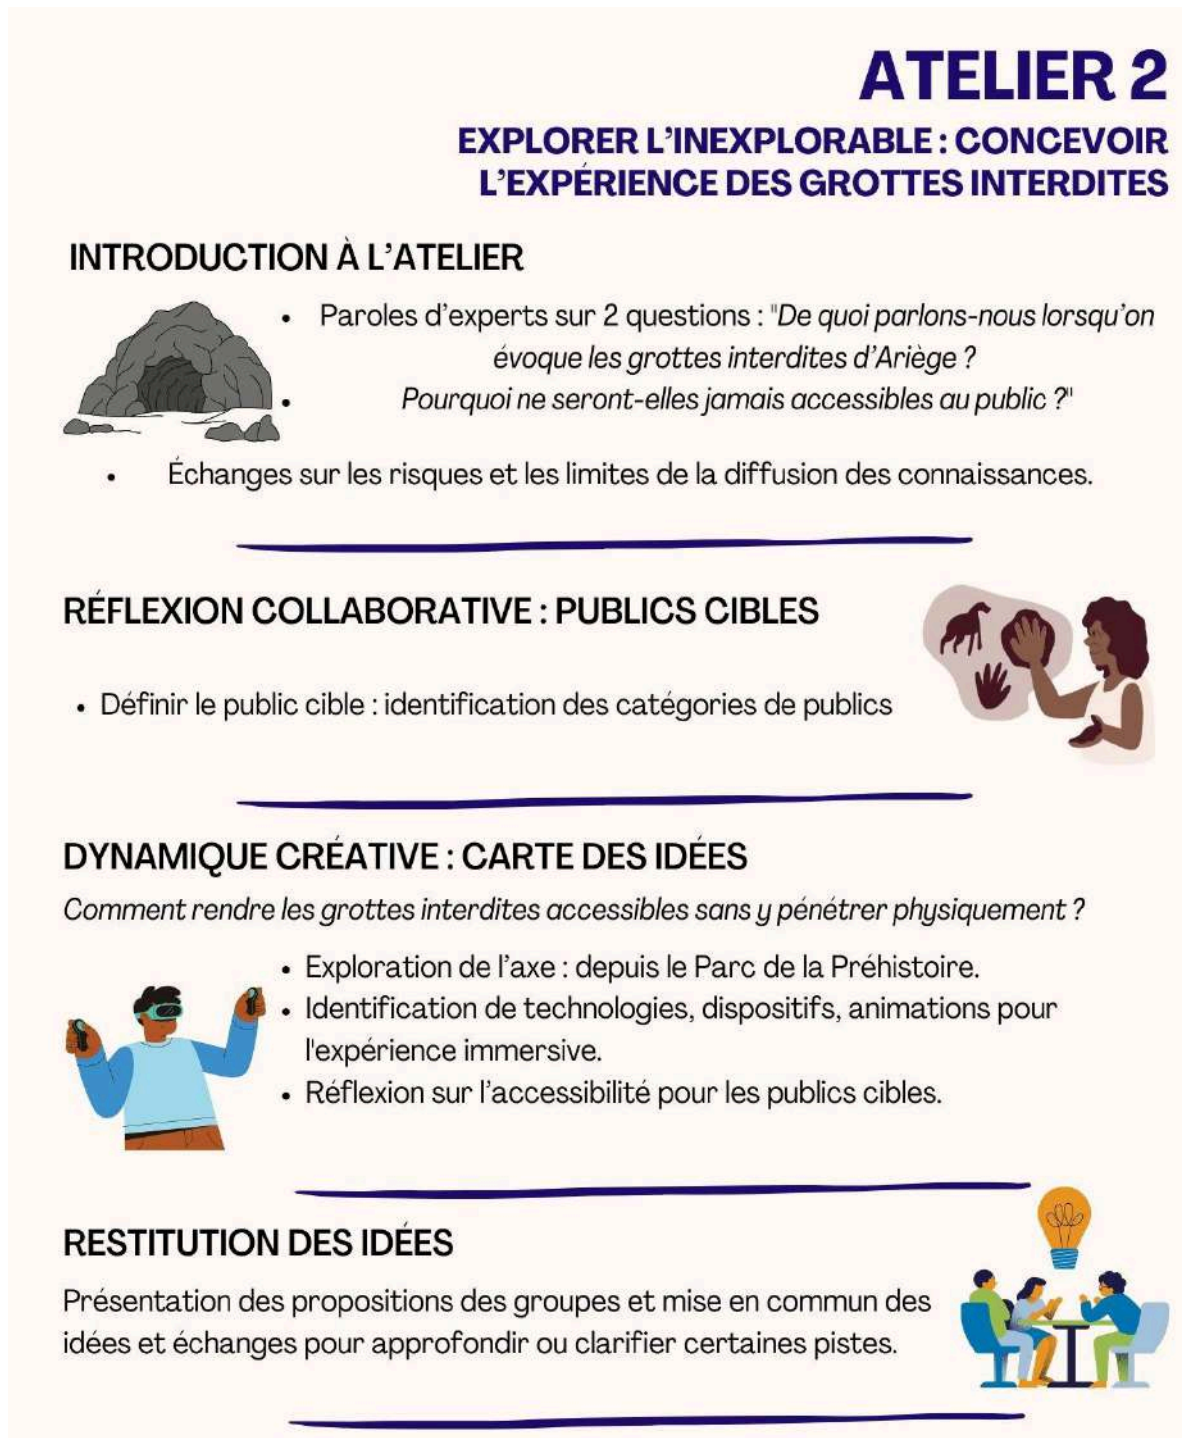 ATELIER 2
EXPLORER L'INEXPLORABLE : CONCEVOIR
L'EXPÉRIENCE DES GROTTES INTERDITES
INTRODUCTION À L'ATELIER
• Paroles d'experts sur 2 questions : "De quoi parlons-nous lorsqu'on
évoque les grottes interdites d'Ariège ?
• Pourquoi ne seront-elles jamais accessibles au public ?"
• Échanges sur les risques et les limites de la diffusion des connaissances.
RÉFLEXION COLLABORATIVE : PUBLICS CIBLES
• Définir le public cible : identification des catégories de publics
DYNAMIQUE CRÉATIVE : CARTE DES IDÉES
Comment rendre les grottes interdites accessibles sans y pénétrer physiquement ?
• Exploration de l'axe : depuis le Parc de la Préhistoire.
• Identification de technologies, dispositifs, animations pour
l'expérience immersive.
• Réflexion sur l'accessibilité pour les publics cibles.
RESTITUTION DES IDÉES
Présentation des propositions des groupes et mise en commun des
idées et échanges pour approfondir ou clarifier certaines pistes.